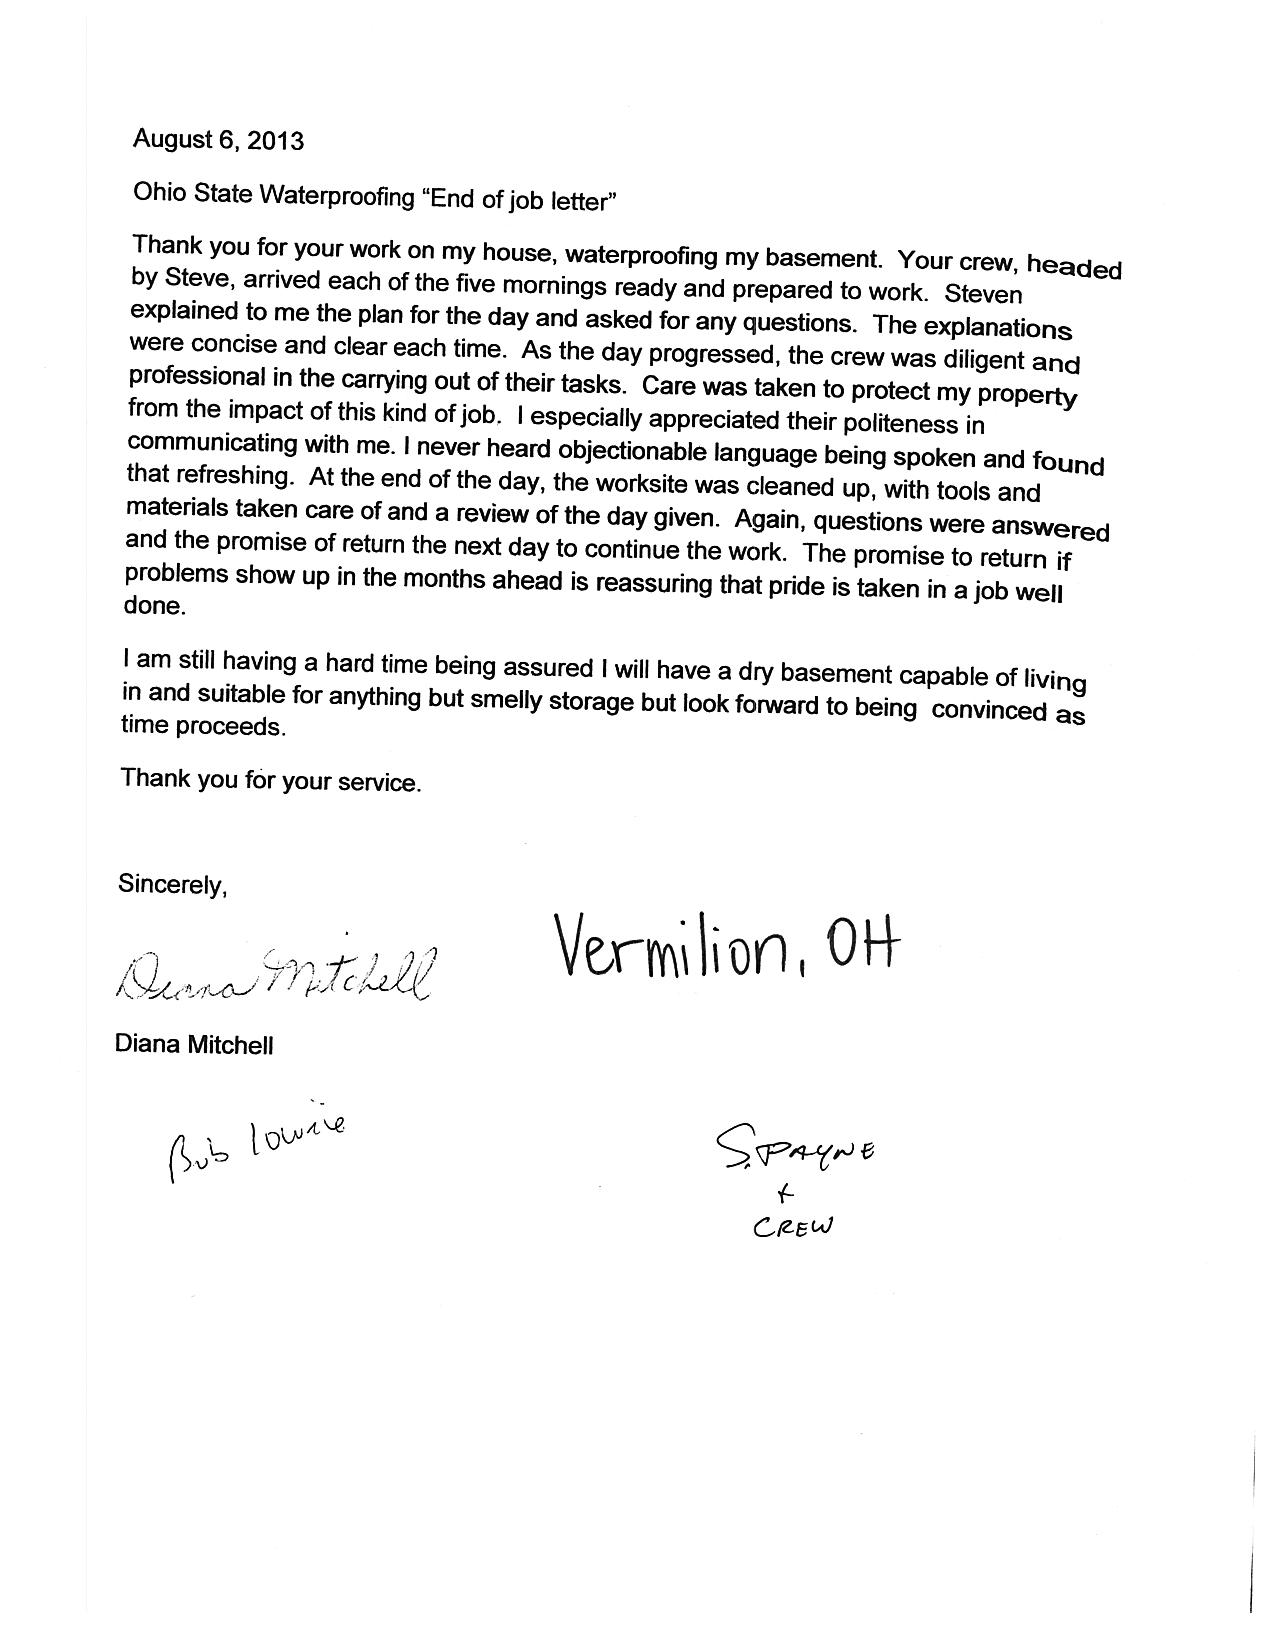 August 6, 2013
Ohio State Waterproofing “End of job letter”
Thank you for your work on my house, waterproofing my basement.  Your crew, headed
by Steve, arrived each of the five mornings ready and prepared to work.  Steven
explained to me the plan for the day and asked for any questions.  The explanations
were concise and clear each time.  As the day progressed, the crew was diligent and
professional in the carrying out of their tasks.  Care was taken to protect my property
from the impact of this kind of job.  I especially appreciated their politeness in
communicating with me. I never heard objectionable language being spoken and found
that refreshing.  At the end of the day, the worksite was cleaned up, with tools and
materials taken care of and a review of the day given.  Again, questions were answered
and the promise of return the next day to continue the work.  The promise to return if
problems show up in the months ahead is reassuring that pride is taken in a job well
done.
I am still having a hard time being assured I will have a dry basement capable of living
in and suitable for anything but smelly storage but look forward to being  convinced as
time proceeds.
Thank you for your service.
Sincerely,
Diana Mitchell
Vermilion, OH
Diana Mitchell
Bob Lowrie
S. PAYNE
+
CREW